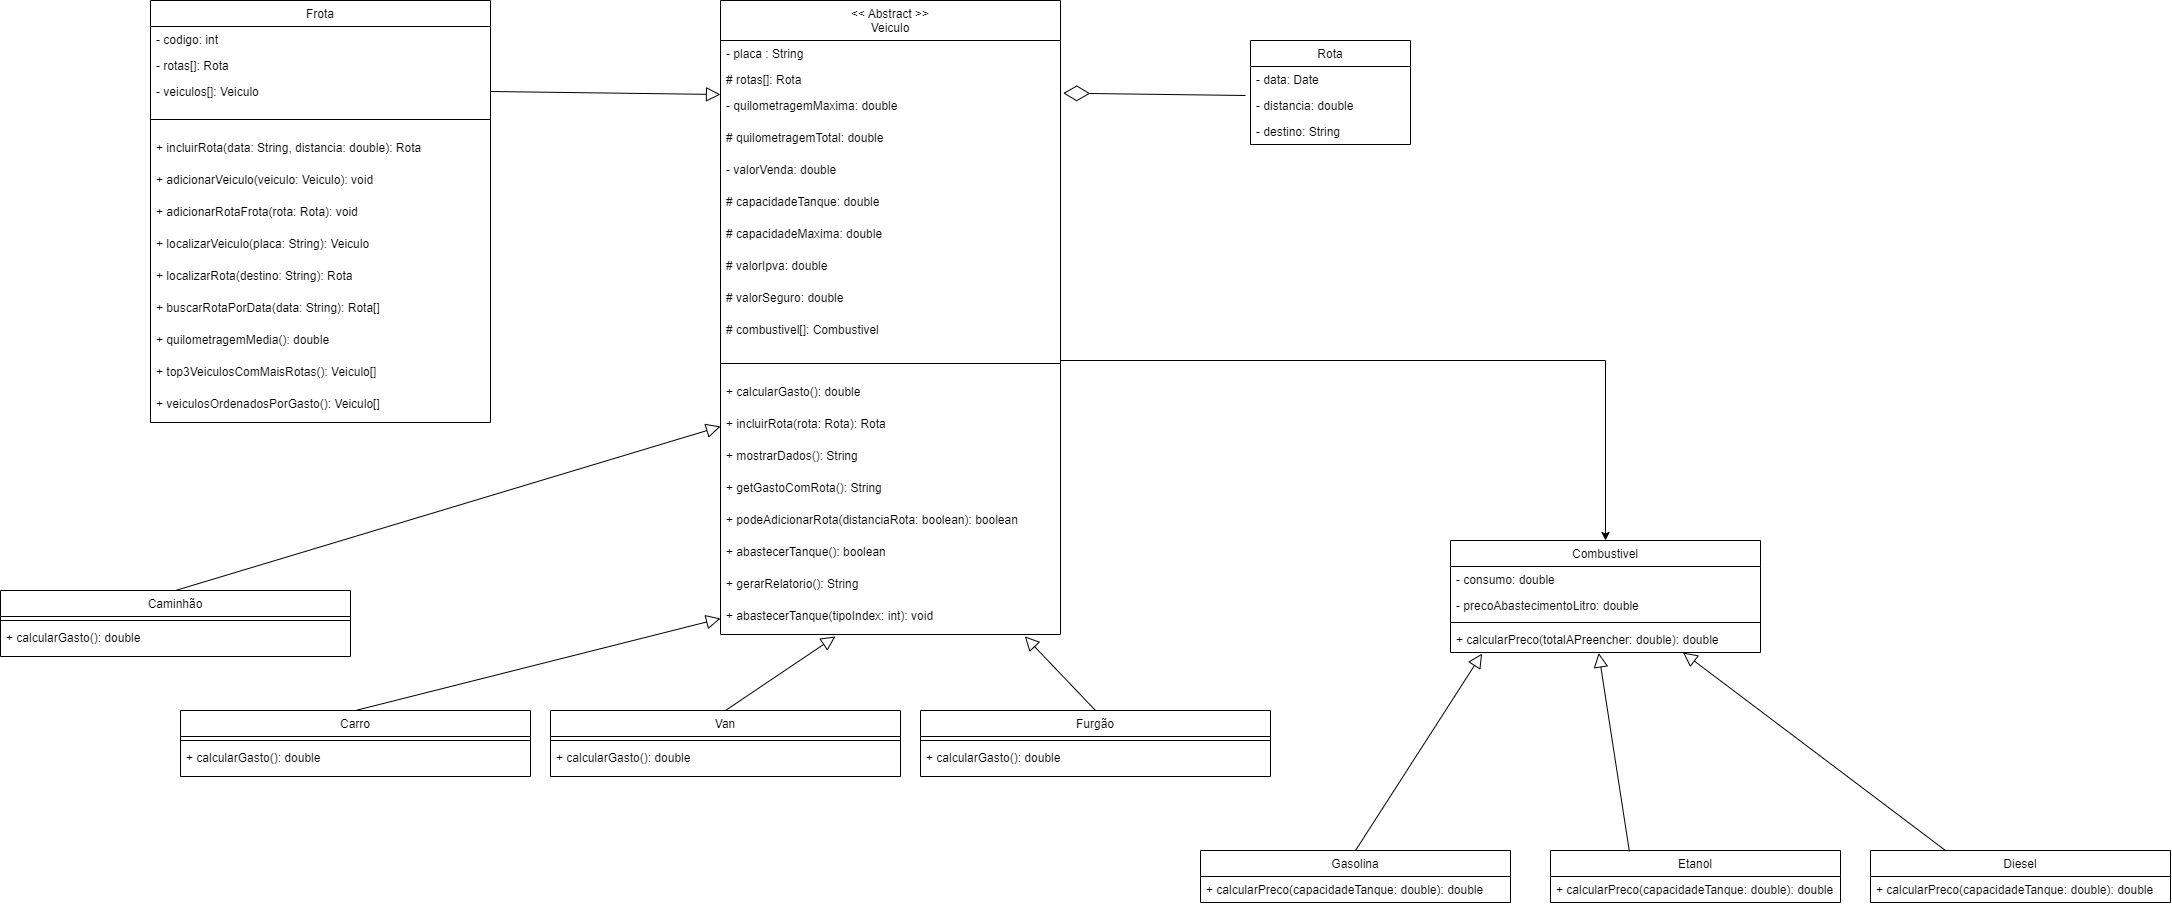 Frota
- codigo: int
- rotas[]: Rota
- veiculos[]: Veiculo
+ incluirRota(data: String, distancia: double): Rota
+ adicionarVeiculo(veiculo: Veiculo): void
+ adicionarRotaFrota(rota: Rota): void
+ localizarVeiculo(placa: String): Veiculo
+ localizarRota(destino: String): Rota
+ buscarRotaPorData(data: String): Rota[]
+ quilometragemMedia(): double
+ top3VeiculosComMaisRotas(): Veiculo[]
+ veiculosOrdenadosPorGasto(): Veiculo[]
<< Abstract >>
Veiculo
- placa : String
# rotas[]: Rota
- quilometragemMaxima: double
# quilometragemTotal: double
- valorVenda: double
# capacidadeTanque: double
# capacidadeMaxima: double
# valorIpva: double
# valorSeguro: double
# combustivel[]: Combustivel
+ calcularGasto(): double
+ incluirRota(rota: Rota): Rota
+ mostrarDados(): String
+ getGastoComRota(): String
+ podeAdicionarRota(distanciaRota: boolean): boolean
+ abastecerTanque(): boolean
+ gerarRelatorio(): String
+ abastecerTanque(tipoIndex: int): void
Rota
- data: Date
- distancia: double
- destino: String
Combustivel
- consumo: double
- precoAbastecimentoLitro: double
+ calcularPreco(totalAPreencher: double): double
Caminhão
+ calcularGasto(): double
Carro
+ calcularGasto(): double
Van
+ calcularGasto(): double
Furgão
+ calcularGasto(): double
Gasolina
+ calcularPreco(capacidadeTanque: double): double
Etanol
+ calcularPreco(capacidadeTanque: double): double
Diesel
+ calcularPreco(capacidadeTanque: double): double